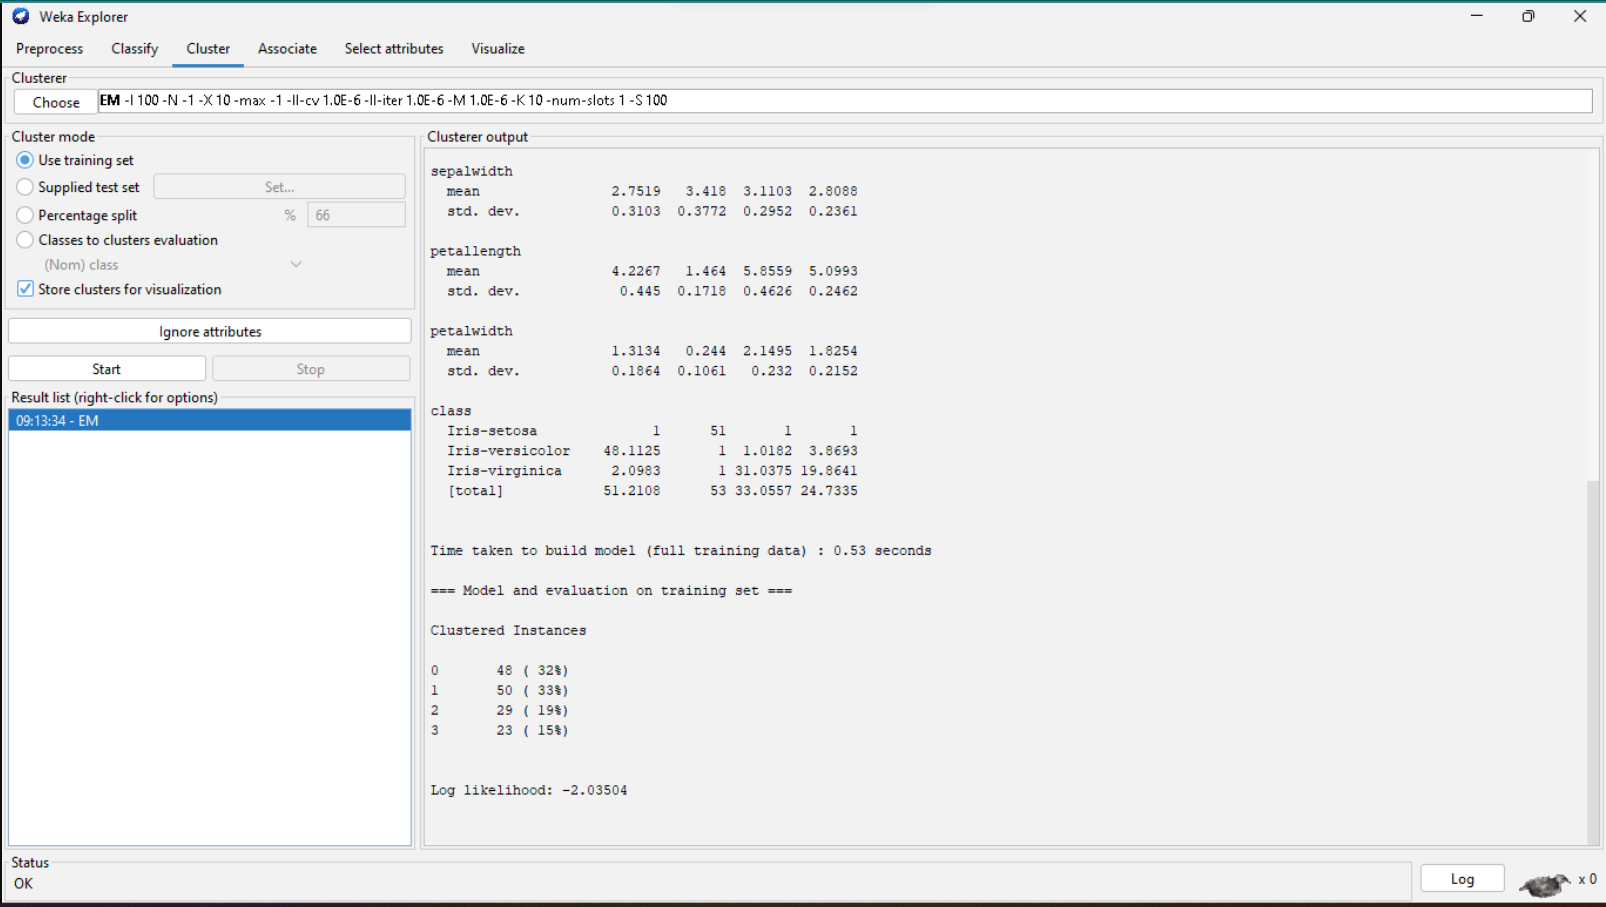 Weka Explorer
Preprocess Classify Cluster Associate Select attributes Visualize
Clusterer
Choose EM -I 100 -N -1 -X 10 -max -1 -ll-cv 1.0E-6 -ll-iter 1.0E-6 -M 1.0E-6 -K 10 -num-slots 1 -S 100
Cluster mode
Use training set
Supplied test set Set...
Percentage split % 66
Classes to clusters evaluation
(Nom) class
Store clusters for visualization
Ignore attributes
Start Stop
Result list (right-click for options)
09:13:34 - EM
Clusterer output
sepalwidth
mean 2.7519 3.418 3.1103 2.8088
std. dev. 0.3103 0.3772 0.2952 0.2361
petallength
mean 4.2267 1.464 5.8559 5.0993
std. dev. 0.445 0.1718 0.4626 0.2462
petalwidth
mean 1.3134 0.244 2.1495 1.8254
std. dev. 0.1864 0.1061 0.232 0.2152
class
Iris-setosa 1 51 1 1
Iris-versicolor 48.1125 1 1.0182 3.8693
Iris-virginica 2.0983 1 31.0375 19.8641
[total] 51.2108 53 33.0557 24.7335
Time taken to build model (full training data) : 0.53 seconds
=== Model and evaluation on training set ===
Clustered Instances
0 48 ( 32%)
1 50 ( 33%)
2 29 ( 19%)
3 23 ( 15%)
Log likelihood: -2.03504
Status
OK
Log x 0